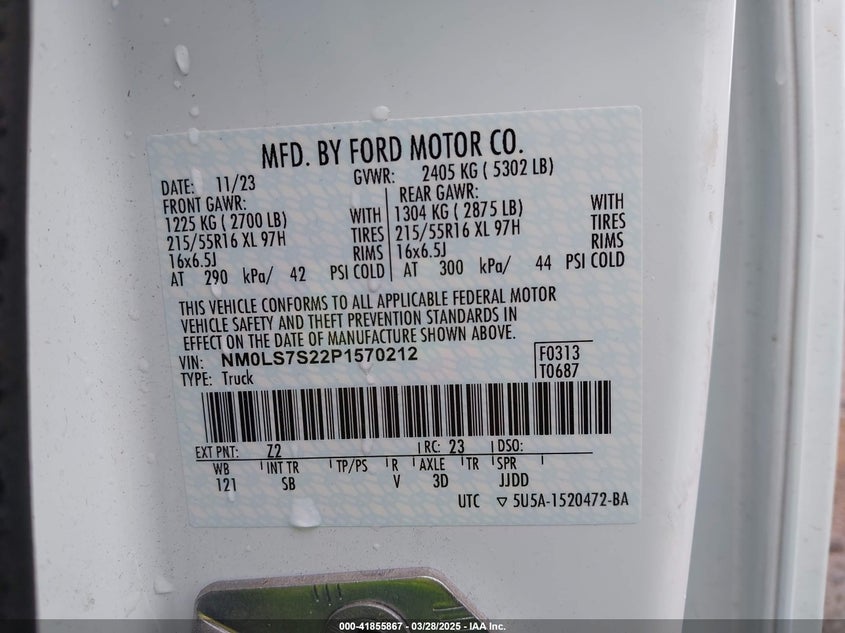 MFD. BY FORD MOTOR CO.
DATE: 11/23 GVWR: 2405 KG ( 5302 LB)
FRONT GAWR: REAR GAWR:
1225 KG ( 2700 LB) WITH 1304 KG ( 2875 LB) WITH
215/55R16 XL 97H TIRES 215/55R16 XL 97H TIRES
16x6.5J RIMS 16x6.5J RIMS
AT 290 kPa/ 42 PSI COLD AT 300 kPa/ 44 PSI COLD
THIS VEHICLE CONFORMS TO ALL APPLICABLE FEDERAL MOTOR
VEHICLE SAFETY AND THEFT PREVENTION STANDARDS IN
EFFECT ON THE DATE OF MANUFACTURE SHOWN ABOVE.
VIN: NM0LS7S22P1570212 F0313
TYPE: Truck T0687
EXT PNT: Z2 RC: 23 DSO:
WB INT TR TP/PS R AXLE TR SPR
121 SB V 3D JJDD
UTC ▽ 5U5A-1520472-BA
000-41855867 - 03/28/2025 - IAA Inc.